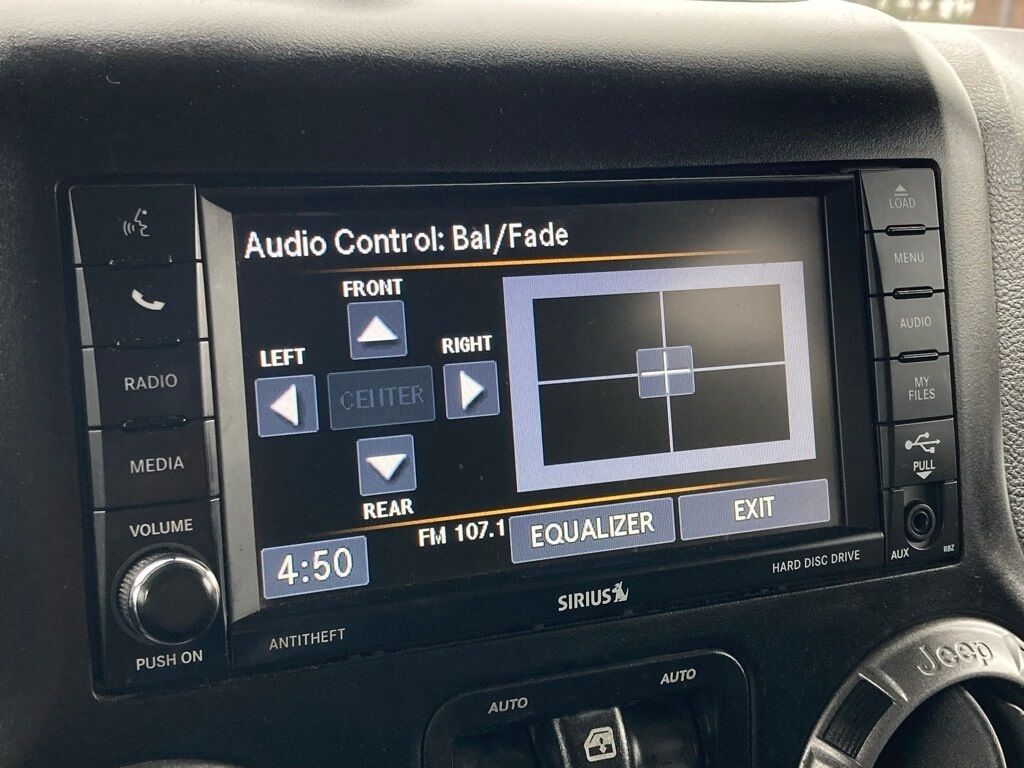 Audio Control: Bal/Fade
FRONT
LEFT
RIGHT
CENTER
REAR
FM 107.1
4:50
EQUALIZER
EXIT
RADIO
MEDIA
VOLUME
PUSH ON
ANTITHEFT
SIRIUS
HARD DISC DRIVE
LOAD
MENU
AUDIO
MY
FILES
PULL
AUX
RBZ
AUTO
AUTO
Jeep